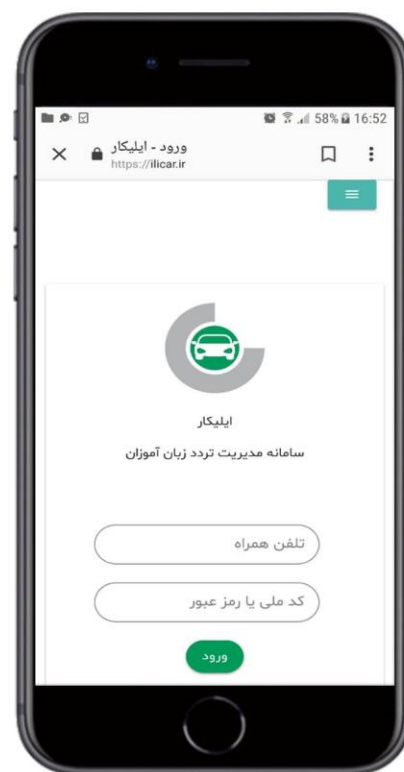 58% 16:52
ورود - ایلیکار
https://ilicar.ir
ایلیکار
سامانه مدیریت تردد زبان آموزان
تلفن همراه
کد ملی یا رمز عبور
ورود